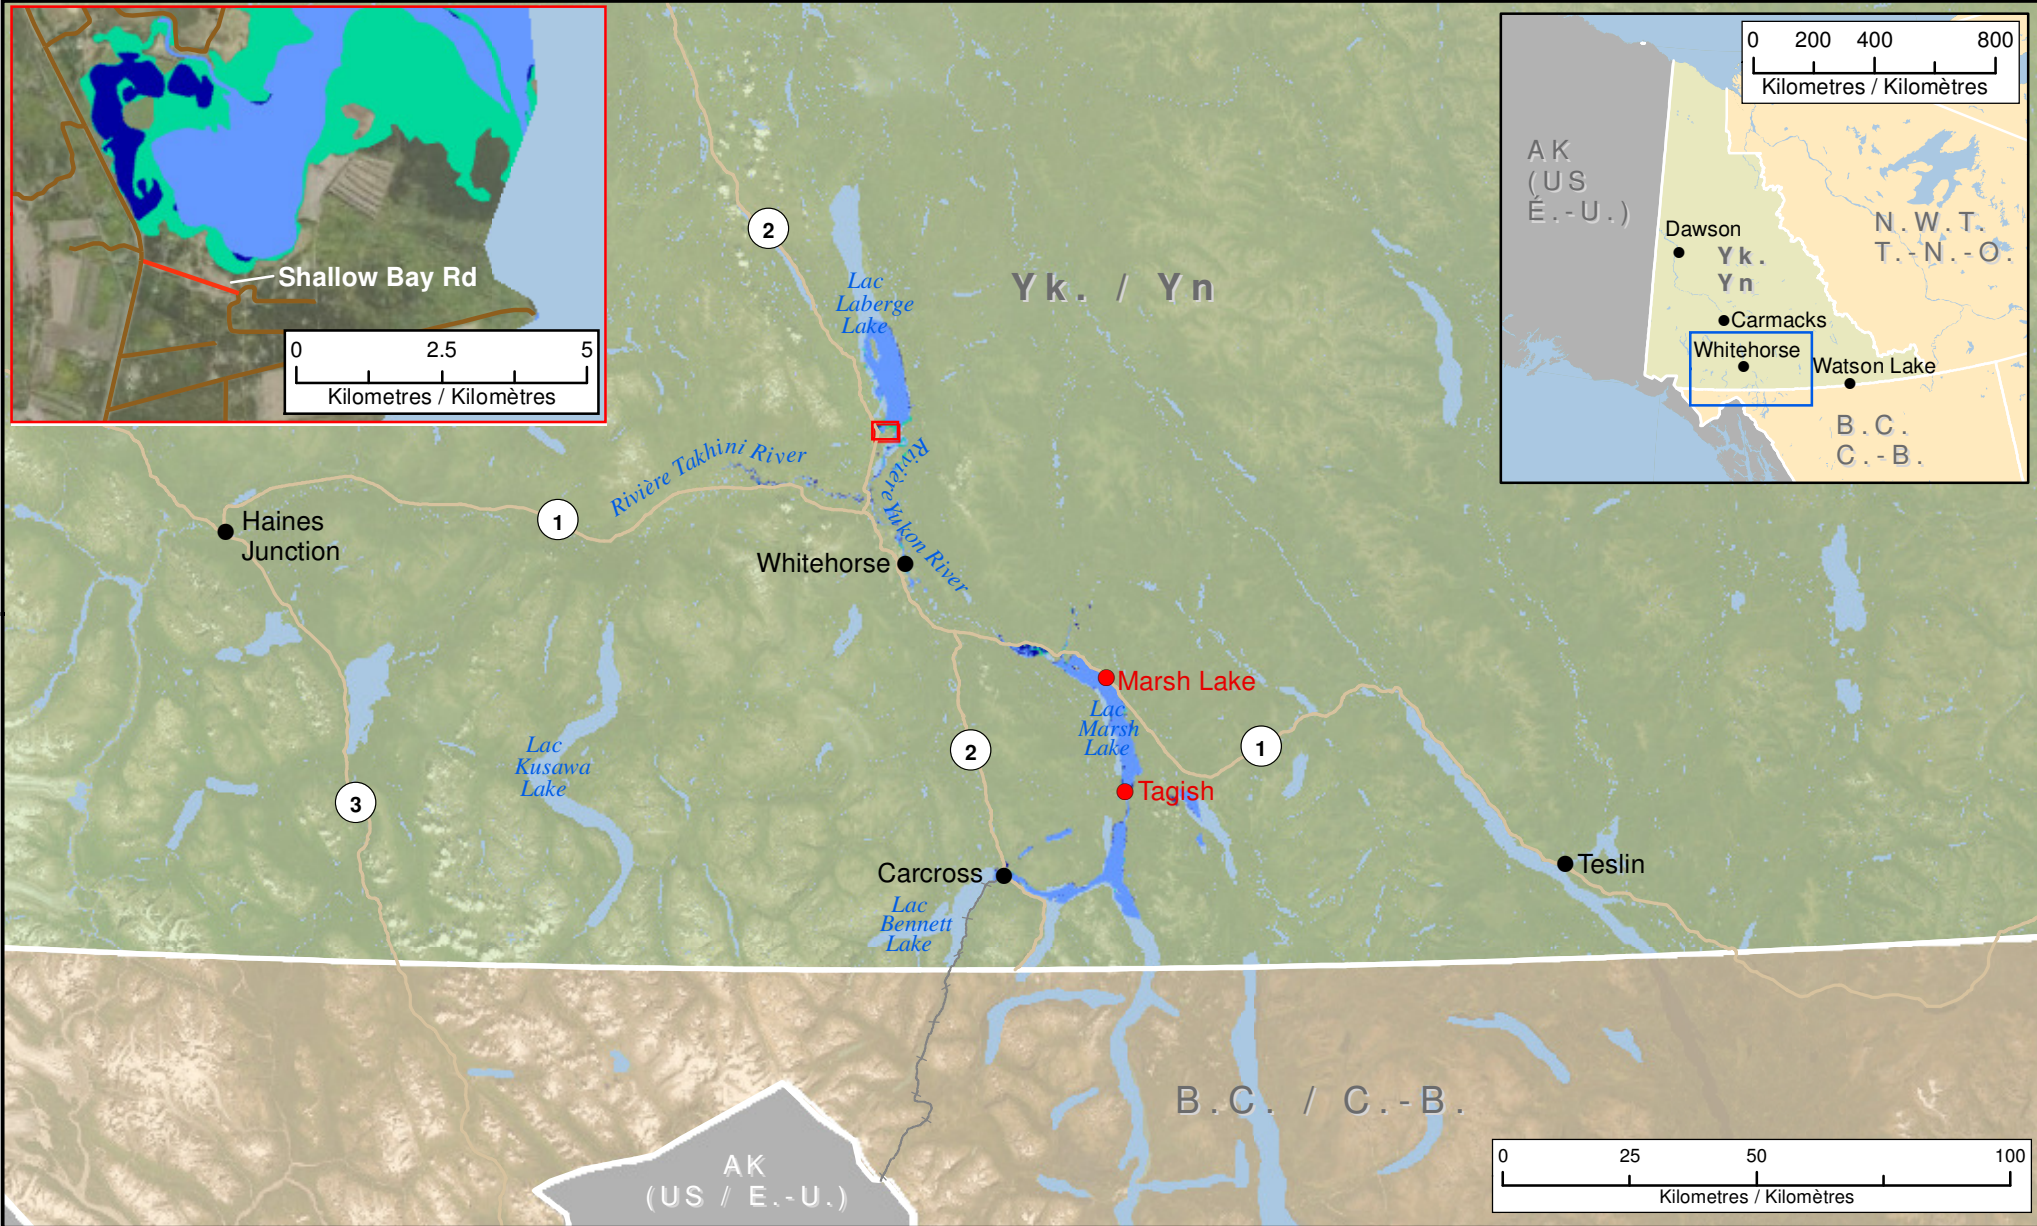 Shallow Bay Rd
0 2.5 5
Kilometres / Kilomètres
0 200 400 800
Kilometres / Kilomètres
AK
(US
É.-U.)
Dawson
Yk.
Yn
N.W.T.
T.-N.-O.
Carmacks
Whitehorse
Watson Lake
B.C.
C.-B.
2
Lac
Laberge
Lake
Yk. / Yn
Rivière Takhini River
Rivière Yukon River
Haines
Junction
1
Whitehorse
Marsh Lake
Lac
Marsh
Lake
Lac
Kusawa
Lake
2
1
3
Tagish
Carcross
Teslin
Lac
Bennett
Lake
B.C. / C.-B.
AK
(US / E.-U.)
0 25 50 100
Kilometres / Kilomètres